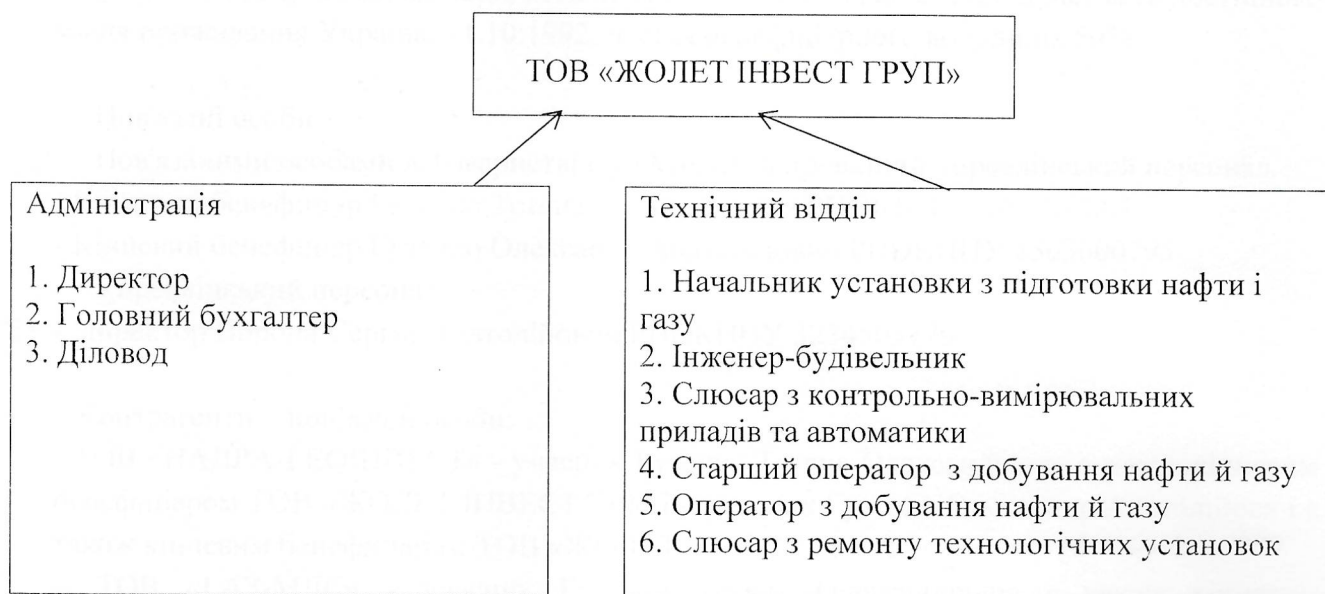 ТОВ «ЖОЛЕТ ІНВЕСТ ГРУП»
Адміністрація
1. Директор
2. Головний бухгалтер
3. Діловод
Технічний відділ
1. Начальник установки з підготовки нафти і
газу
2. Інженер-будівельник
3. Слюсар з контрольно-вимірювальних
приладів та автоматики
4. Старший оператор з добування нафти й газу
5. Оператор з добування нафти й газу
6. Слюсар з ремонту технологічних установок